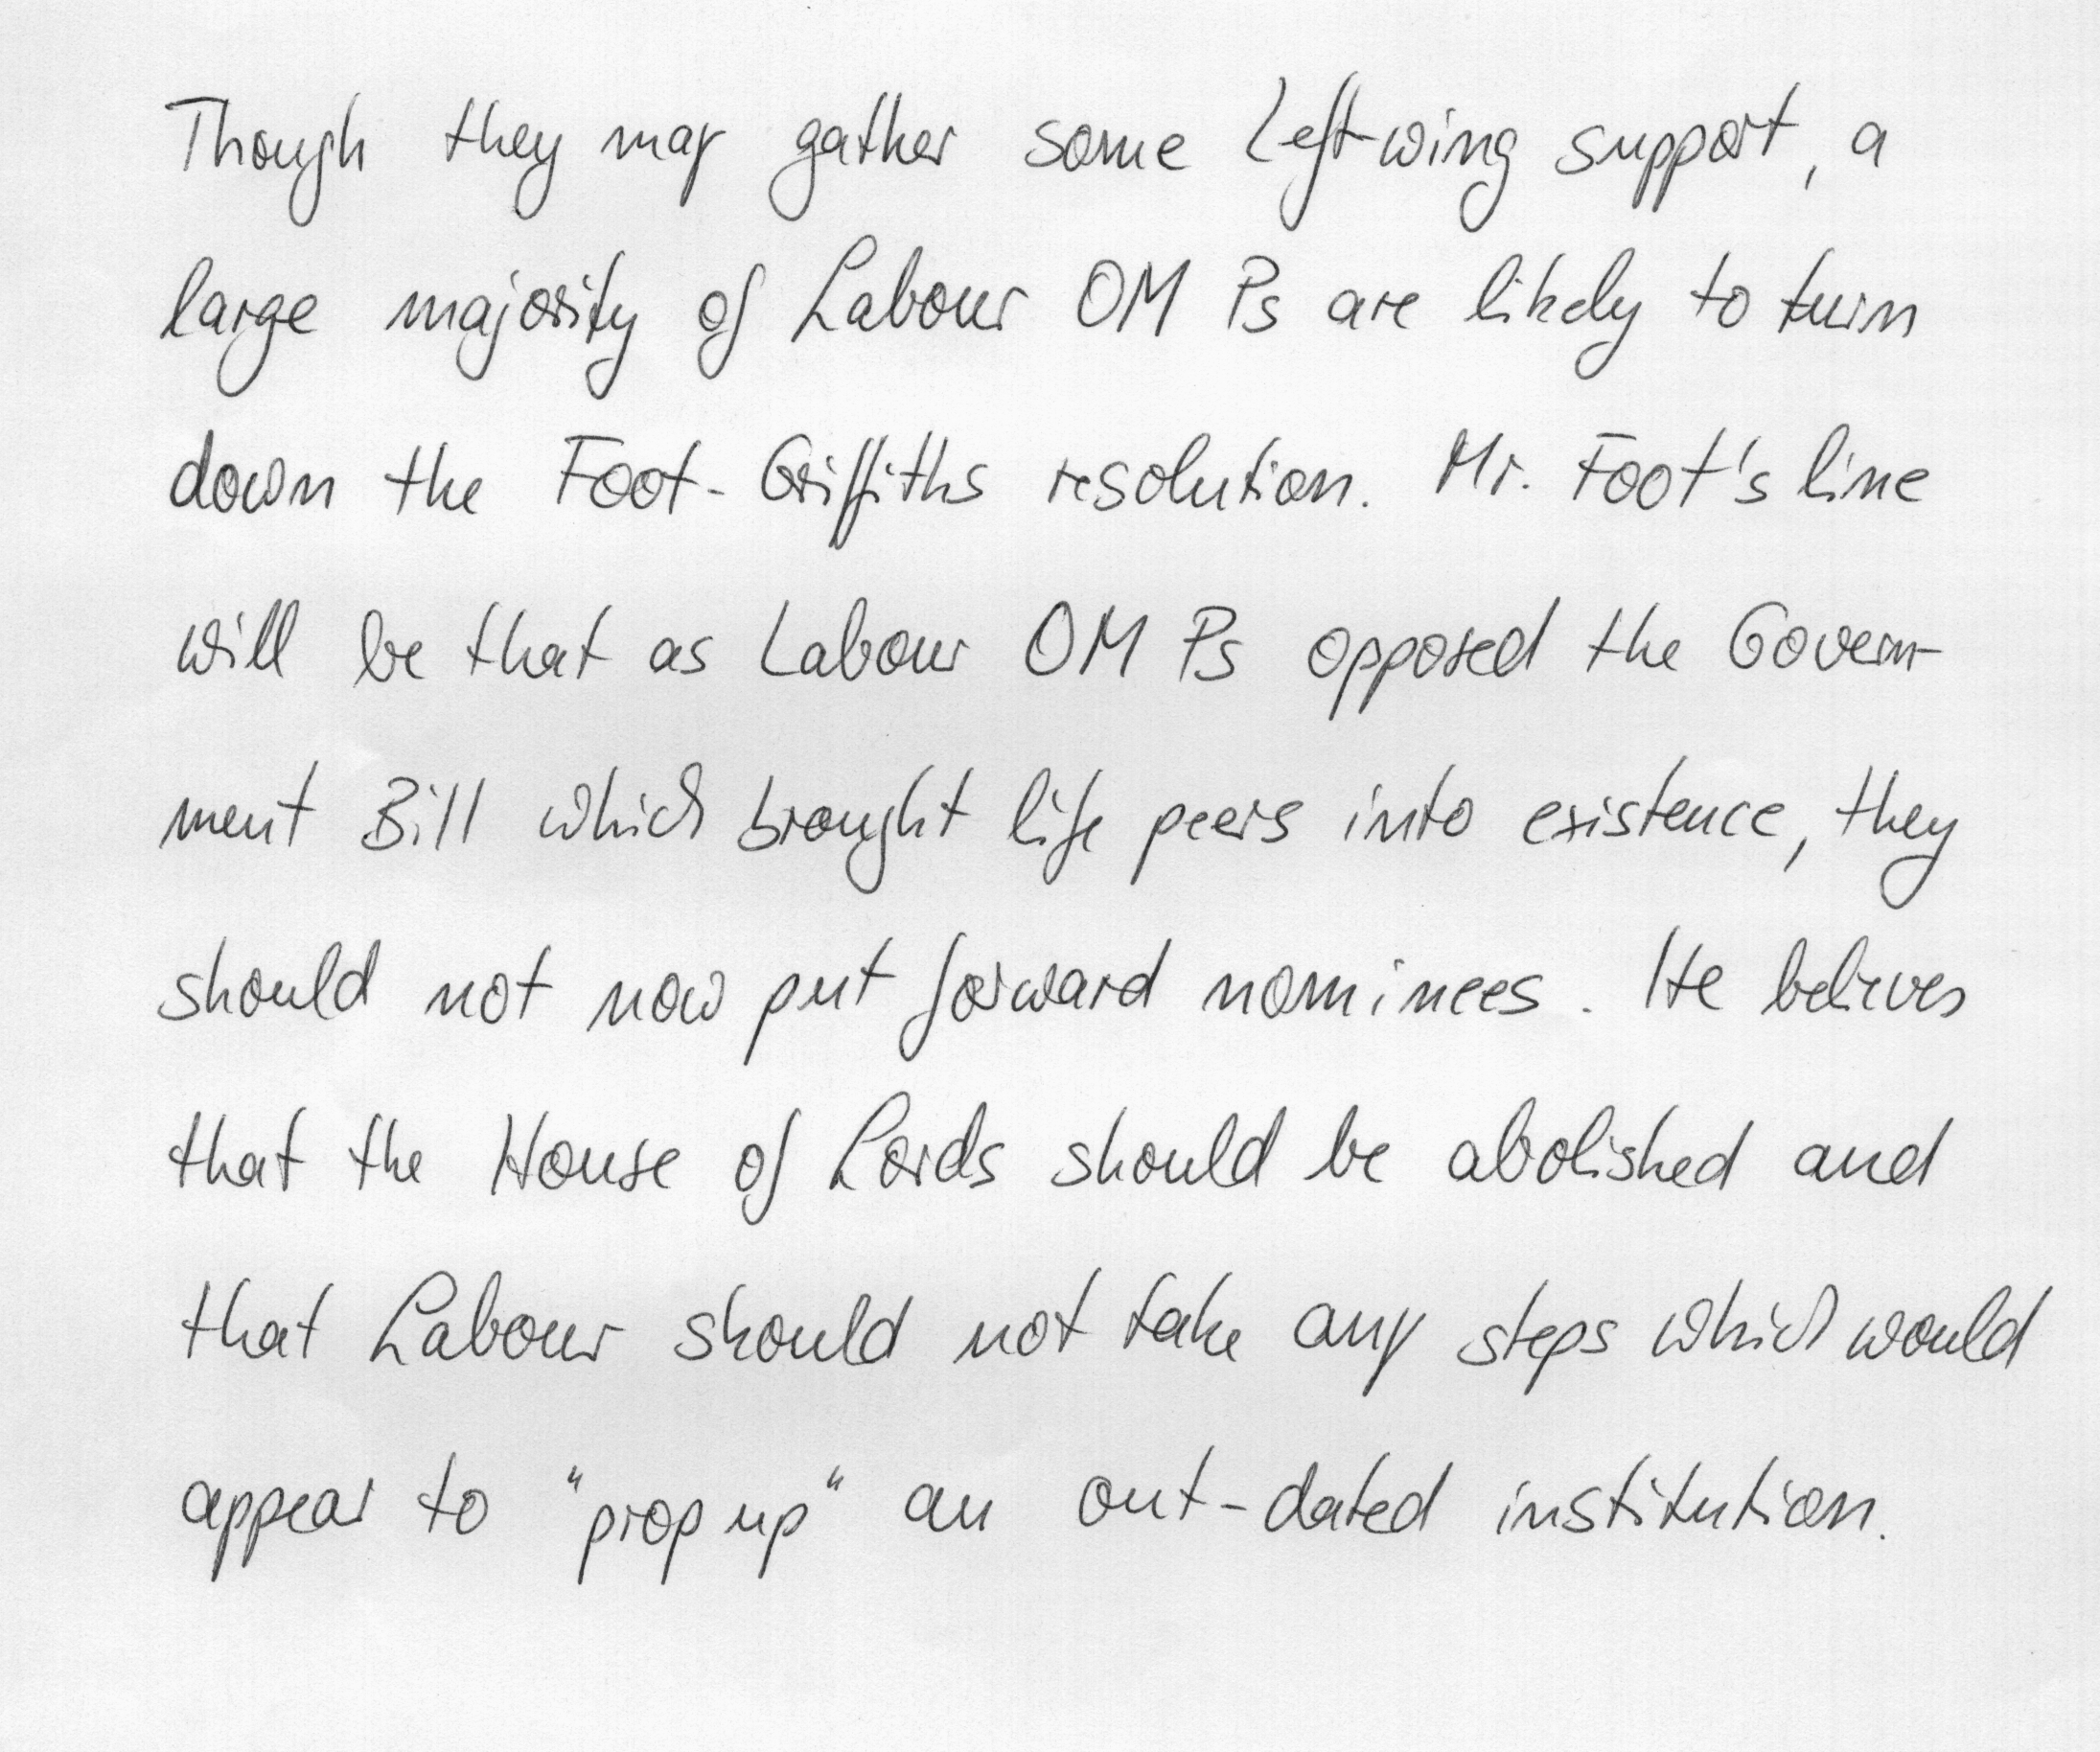 Though they may gather some Left-wing support, a
large majority of Labour OM Ps are likely to turn
down the Foot-Griffiths resolution. Mr. Foot's line
will be that as Labour OM Ps opposed the Govern-
ment Bill which brought life peers into existence, they
should not now put forward nominees. He believes
that the House of Lords should be abolished and
that Labour should not take any steps which would
appear to "prop up" an out-dated institution.